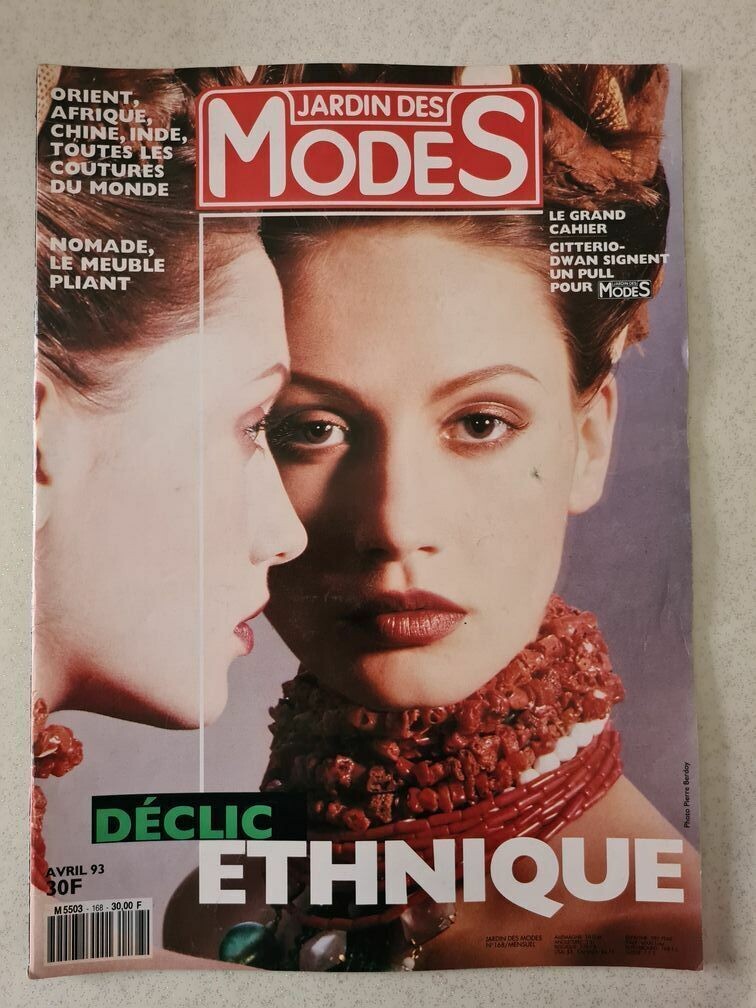 ORIENT,
AFRIQUE,
CHINE, INDE,
TOUTES LES
COUTURES
DU MONDE
NOMADE,
LE MEUBLE
PLIANT
JARDIN DES
MODES
LE GRAND
CAHIER
CITTERIO-
DWAN SIGNENT
UN PULL
POUR JARDIN DES MODES
Photo Pierre Berdoy
DÉCLIC
ETHNIQUE
AVRIL 93
30F
M 5503 - 168 - 30,00 F
JARDIN DES MODES
N°168/MENSUEL